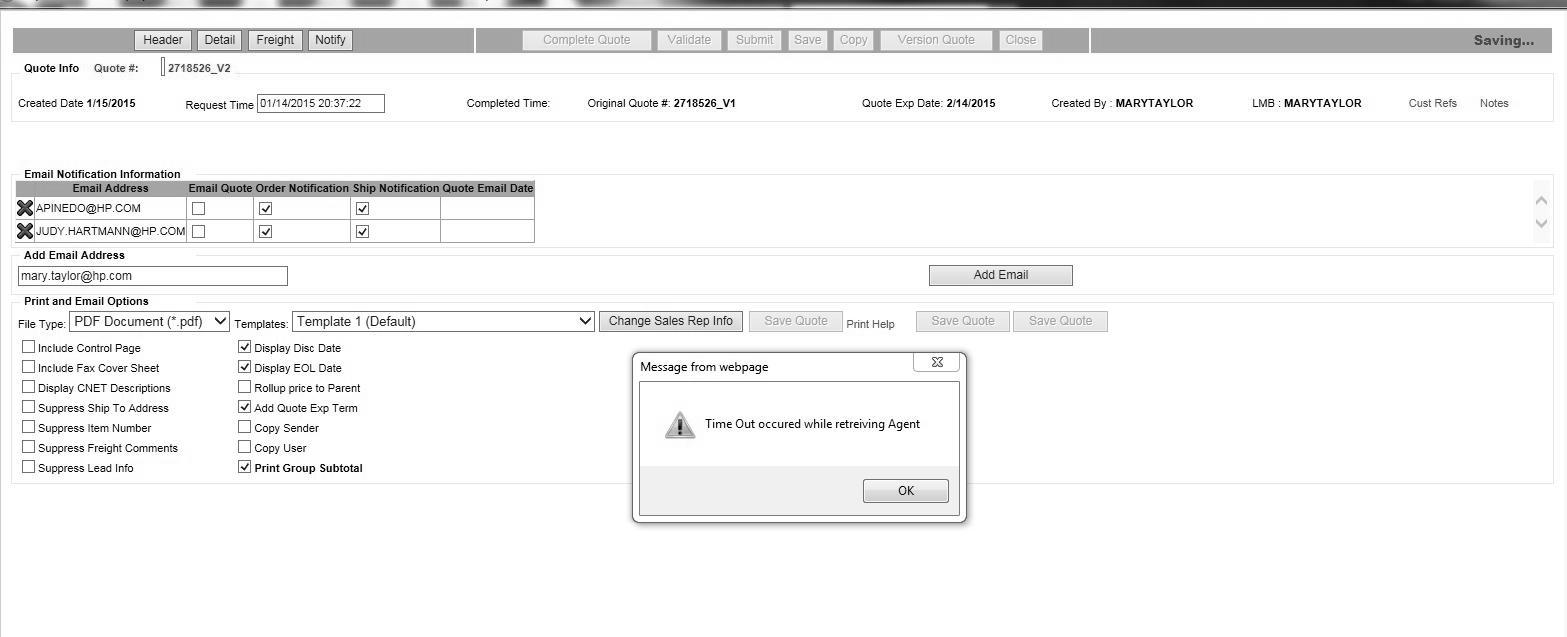 Header Detail Freight Notify Complete Quote Validate Submit Save Copy Version Quote Close Saving...
Quote Info Quote #: 2718526_V2
Created Date 1/15/2015 Request Time 01/14/2015 20:37:22 Completed Time: Original Quote #: 2718526_V1 Quote Exp Date: 2/14/2015 Created By : MARYTAYLOR LMB : MARYTAYLOR Cust Refs Notes
Email Notification Information
Email Address Email Quote Order Notification Ship Notification Quote Email Date
APINEDO@HP.COM
JUDY.HARTMANN@HP.COM
Add Email Address
mary.taylor@hp.com Add Email
Print and Email Options
File Type: PDF Document (*.pdf) Templates: Template 1 (Default) Change Sales Rep Info Save Quote Print Help Save Quote Save Quote
Include Control Page Display Disc Date
Include Fax Cover Sheet Display EOL Date
Display CNET Descriptions Rollup price to Parent
Suppress Ship To Address Add Quote Exp Term
Suppress Item Number Copy Sender
Suppress Freight Comments Copy User
Suppress Lead Info Print Group Subtotal
Message from webpage
Time Out occured while retreiving Agent
OK